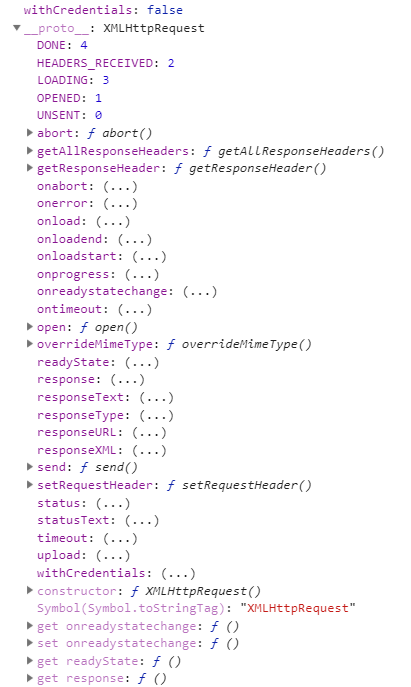 withCredentials: false
▼ __proto__: XMLHttpRequest
DONE: 4
HEADERS_RECEIVED: 2
LOADING: 3
OPENED: 1
UNSENT: 0
▶ abort: ƒ abort()
▶ getAllResponseHeaders: ƒ getAllResponseHeaders()
▶ getResponseHeader: ƒ getResponseHeader()
onabort: (...)
onerror: (...)
onload: (...)
onloadend: (...)
onloadstart: (...)
onprogress: (...)
onreadystatechange: (...)
ontimeout: (...)
▶ open: ƒ open()
▶ overrideMimeType: ƒ overrideMimeType()
readyState: (...)
response: (...)
responseText: (...)
responseType: (...)
responseURL: (...)
responseXML: (...)
▶ send: ƒ send()
▶ setRequestHeader: ƒ setRequestHeader()
status: (...)
statusText: (...)
timeout: (...)
upload: (...)
withCredentials: (...)
▶ constructor: ƒ XMLHttpRequest()
Symbol(Symbol.toStringTag): "XMLHttpRequest"
▶ get onreadystatechange: ƒ ()
▶ set onreadystatechange: ƒ ()
▶ get readyState: ƒ ()
▶ get response: ƒ ()